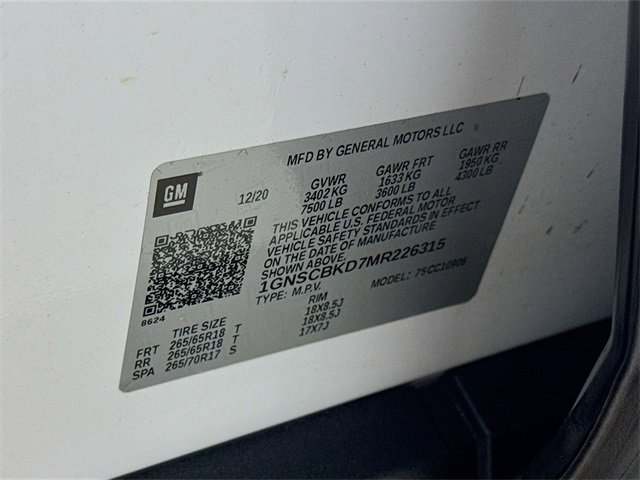 MFD BY GENERAL MOTORS LLC
GM
12/20
GVWR GAWR FRT GAWR RR
3402 KG 1633 KG 1950 KG
7500 LB 3600 LB 4300 LB
THIS VEHICLE CONFORMS TO ALL
APPLICABLE U.S. FEDERAL MOTOR
VEHICLE SAFETY STANDARDS IN EFFECT
ON THE DATE OF MANUFACTURE
SHOWN ABOVE.
1GNSCBKD7MR226315
TYPE: M.P.V. MODEL: 75CC10906
8624
TIRE SIZE RIM
FRT 265/65R18 T 18X8.5J
RR 265/65R18 T 18X8.5J
SPA 265/70R17 S 17X7J